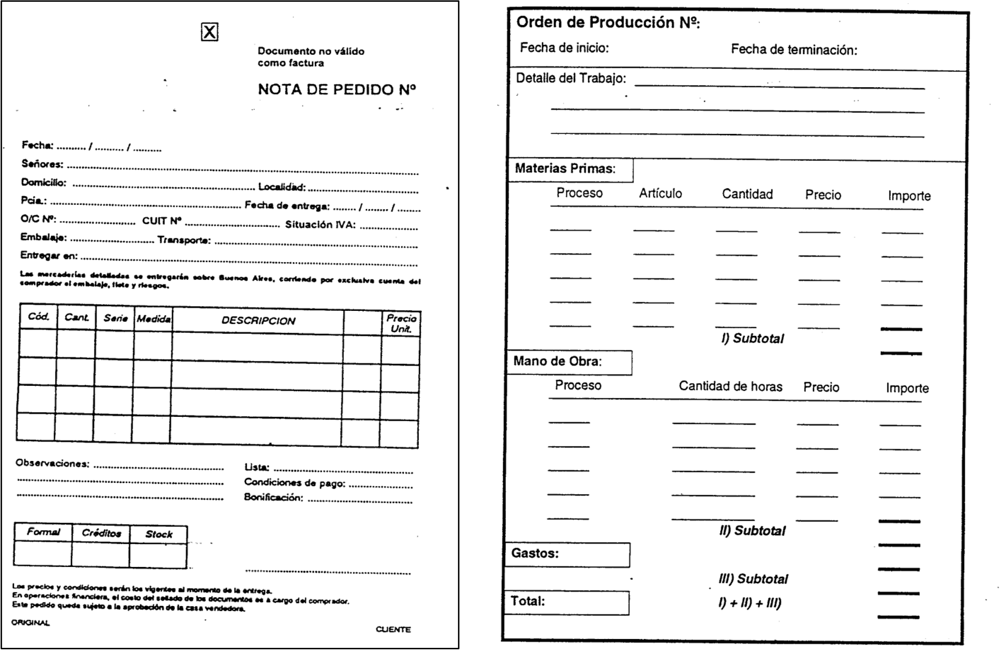 X
Documento no válido
como factura
NOTA DE PEDIDO Nº
Fecha: .......... / .......... / ..........
Señores:
Domicilio: Localidad:
Pcia.: Fecha de entrega: ........ / ........ / ........
O/C Nº: CUIT Nº Situación IVA:
Embalaje: Transporte:
Entregar en:
Las mercaderías detalladas se entregarán sobre Buenos Aires, corriendo por exclusiva cuenta del
comprador el embalaje, flete y riesgos.
Cód. Cant. Serie Medida DESCRIPCION Precio
Unit.
Observaciones: Lista:
Condiciones de pago:
Bonificación:
Formal Créditos Stock
Los precios y condiciones serán los vigentes al momento de la entrega.
En operaciones financiera, el costo del sellado de los documentos es a cargo del comprador.
Este pedido queda sujeto a la aprobación de la casa vendedora.
ORIGINAL CLIENTE
Orden de Producción Nº:
Fecha de inicio: Fecha de terminación:
Detalle del Trabajo:
Materias Primas:
Proceso Artículo Cantidad Precio Importe
I) Subtotal
Mano de Obra:
Proceso Cantidad de horas Precio Importe
II) Subtotal
Gastos:
III) Subtotal
Total: I) + II) + III)